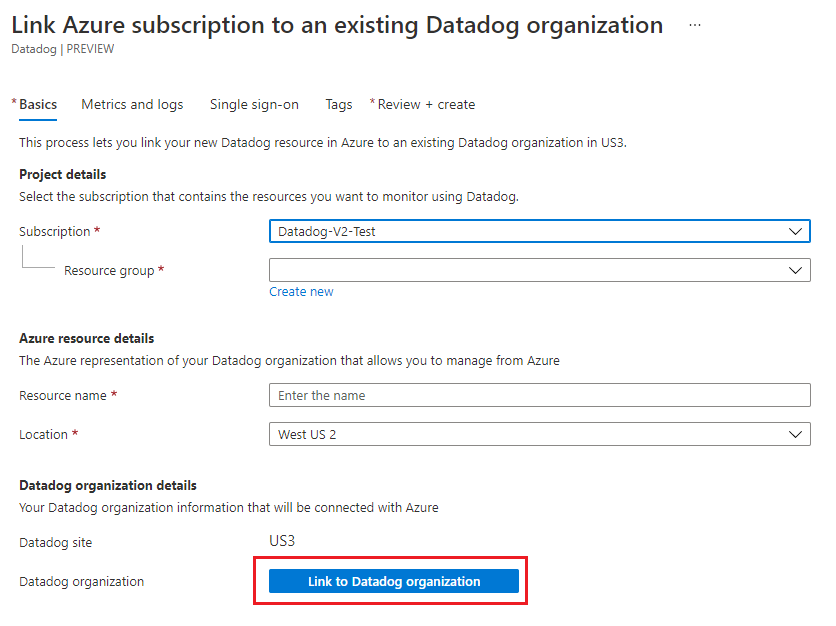 Link Azure subscription to an existing Datadog organization ...
Datadog | PREVIEW
* Basics Metrics and logs Single sign-on Tags * Review + create
This process lets you link your new Datadog resource in Azure to an existing Datadog organization in US3.
Project details
Select the subscription that contains the resources you want to monitor using Datadog.
Subscription * Datadog-V2-Test
Resource group *
Create new
Azure resource details
The Azure representation of your Datadog organization that allows you to manage from Azure
Resource name * Enter the name
Location * West US 2
Datadog organization details
Your Datadog organization information that will be connected with Azure
Datadog site US3
Datadog organization Link to Datadog organization